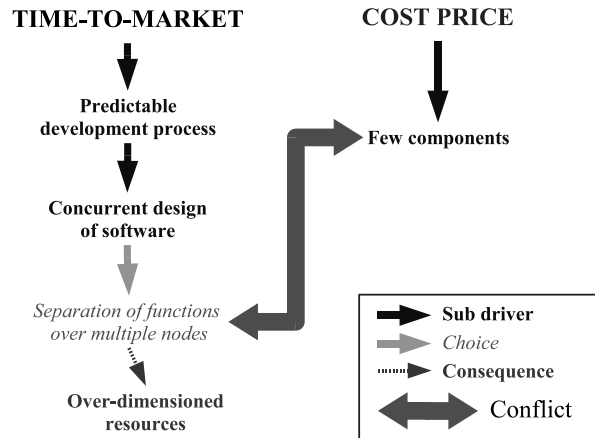 TIME-TO-MARKET
COST PRICE
Predictable
development process
Few components
Concurrent design
of software
Separation of functions
over multiple nodes
Over-dimensioned
resources
Sub driver
Choice
Consequence
Conflict